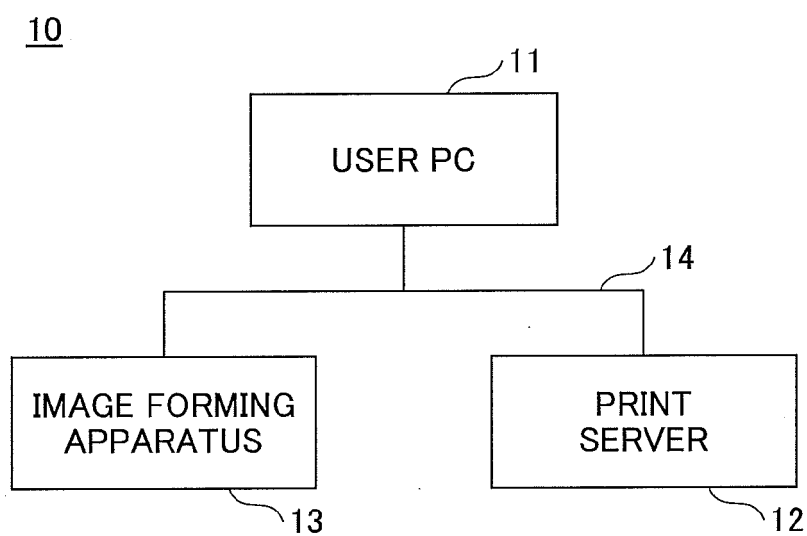 10
11
USER PC
14
IMAGE FORMING
APPARATUS
PRINT
SERVER
13
12